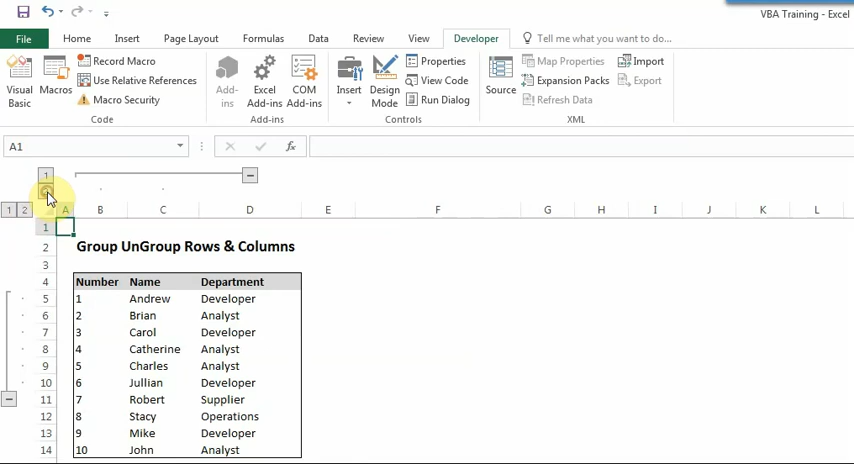 VBA Training - Excel
File Home Insert Page Layout Formulas Data Review View Developer Tell me what you want to do...
Visual Basic
Macros
Record Macro
Use Relative References
Macro Security
Code
Add-ins
Excel Add-ins
COM Add-ins
Add-ins
Insert
Design Mode
Properties
View Code
Run Dialog
Controls
Source
Map Properties
Expansion Packs
Refresh Data
Import
Export
XML
A1 fx
1
1 2 A B C D E F G H I J K L
1
2 Group UnGroup Rows & Columns
3
4 Number Name Department
5 1 Andrew Developer
6 2 Brian Analyst
7 3 Carol Developer
8 4 Catherine Analyst
9 5 Charles Analyst
10 6 Jullian Developer
11 7 Robert Supplier
12 8 Stacy Operations
13 9 Mike Developer
14 10 John Analyst